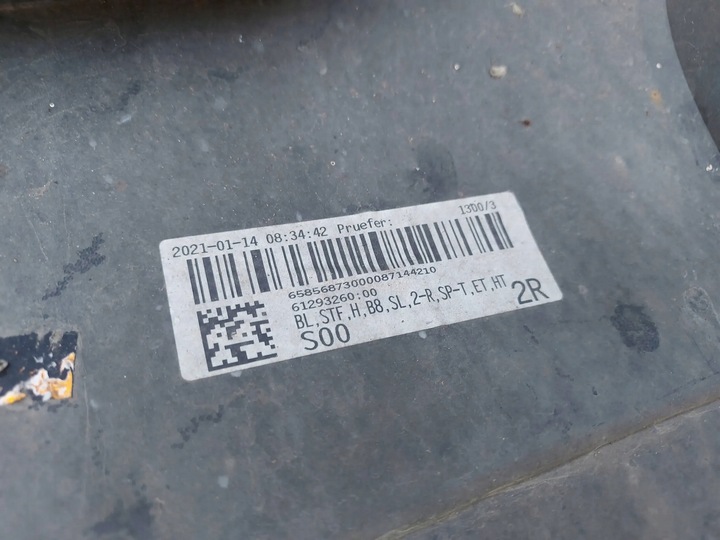 2021-01-14 08:34:42 Pruefer: 1300/3
65856873000087144210
61293260:00
BL,STF,H,B8,SL,2-R,SP-T,ET,HT
S00 2R